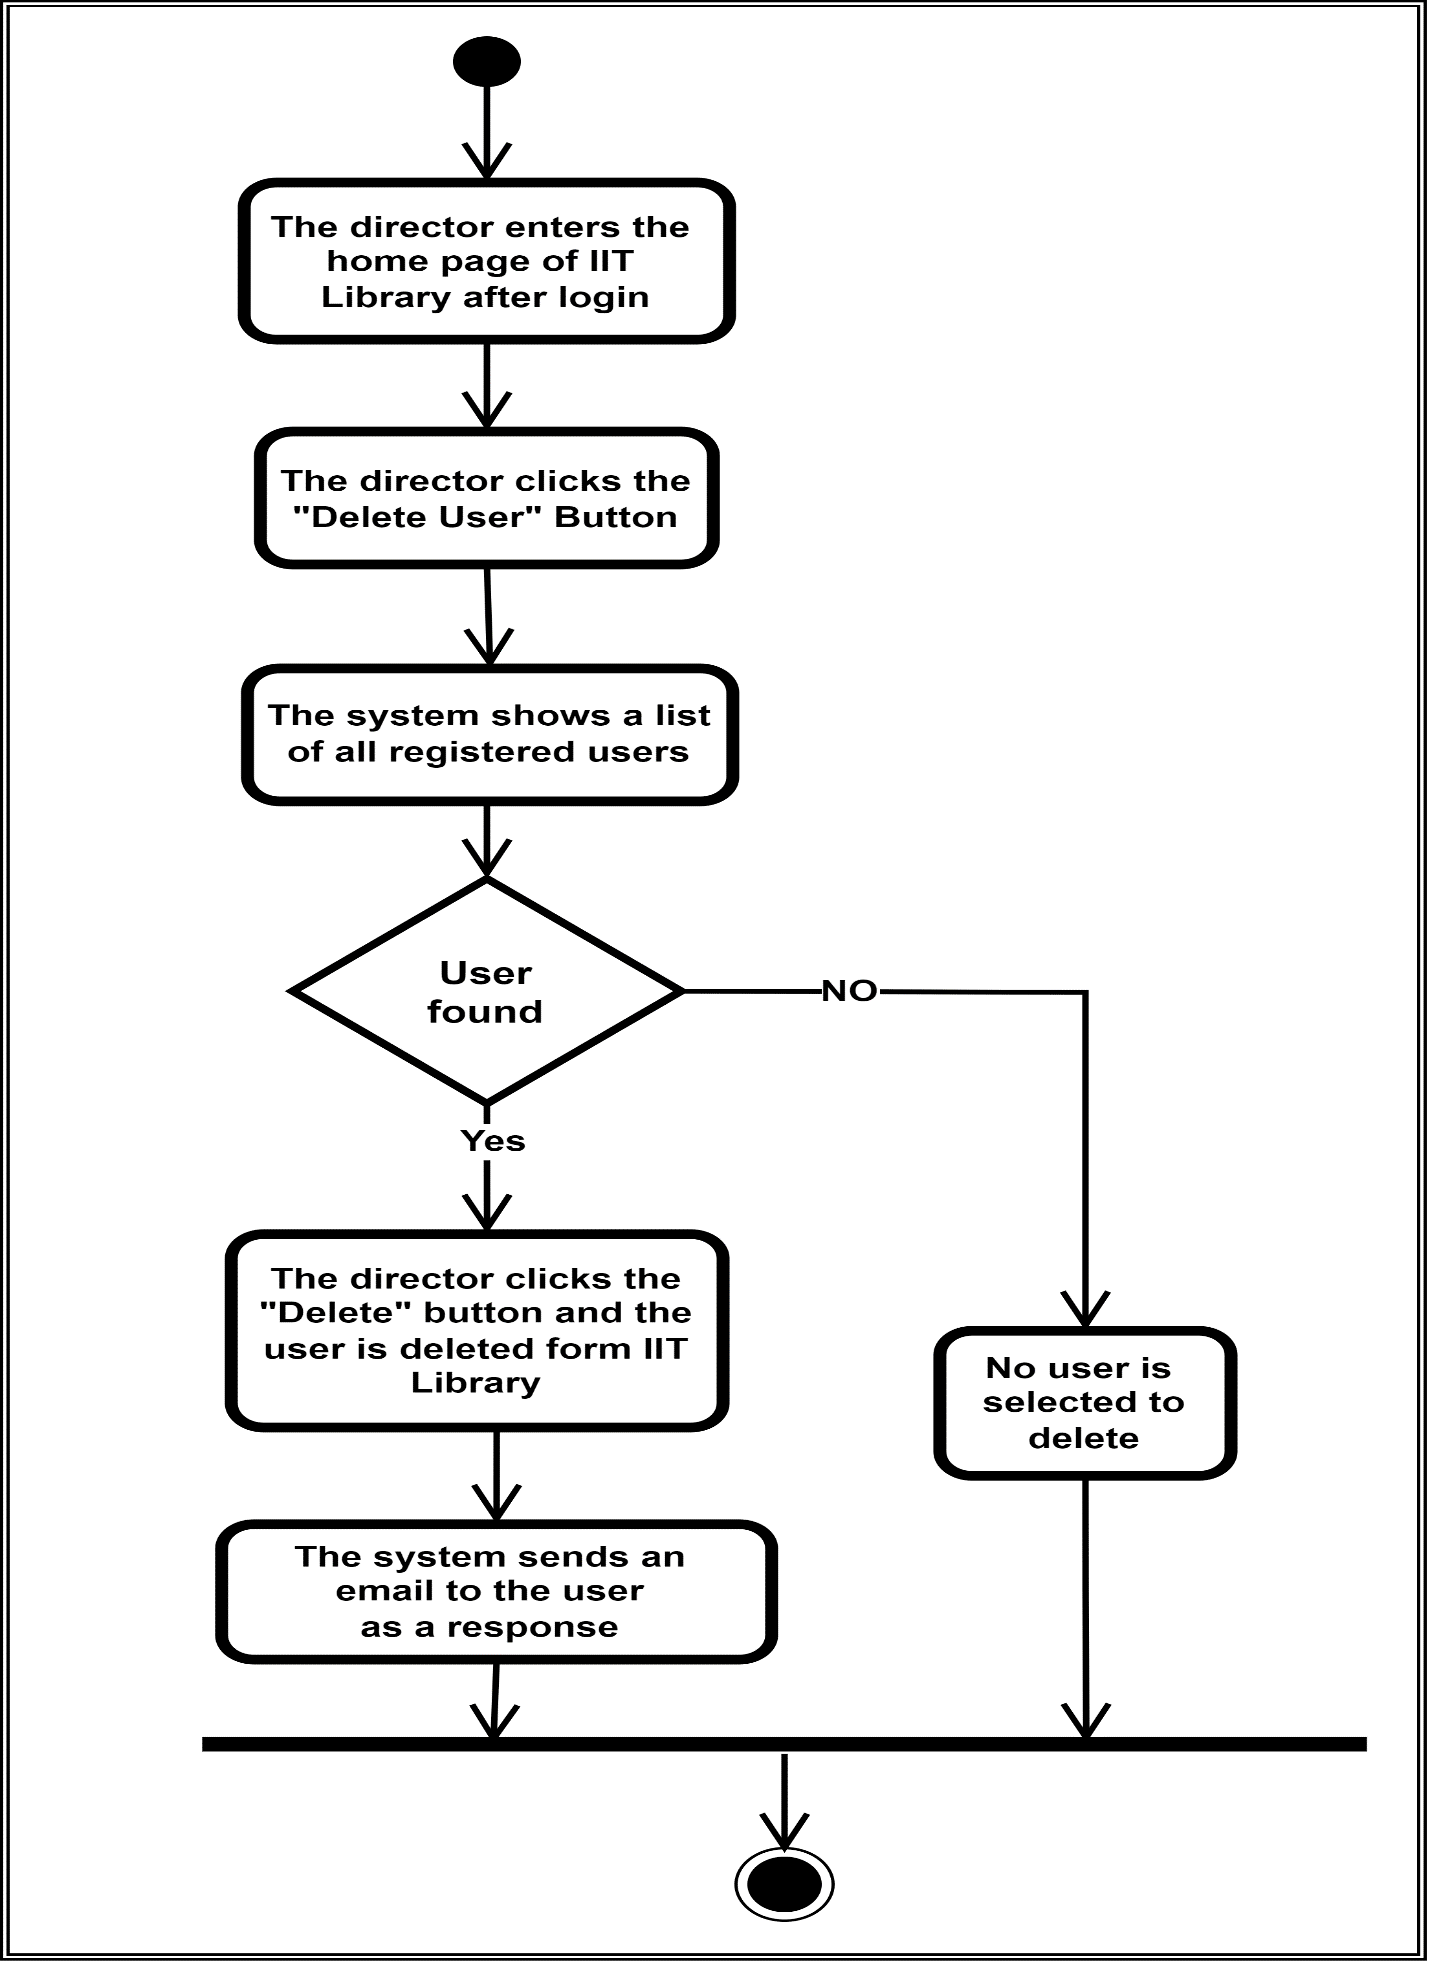 The director enters the
home page of IIT
Library after login
The director clicks the
"Delete User" Button
The system shows a list
of all registered users
User
found
NO
Yes
The director clicks the
"Delete" button and the
user is deleted form IIT
Library
No user is
selected to
delete
The system sends an
email to the user
as a response